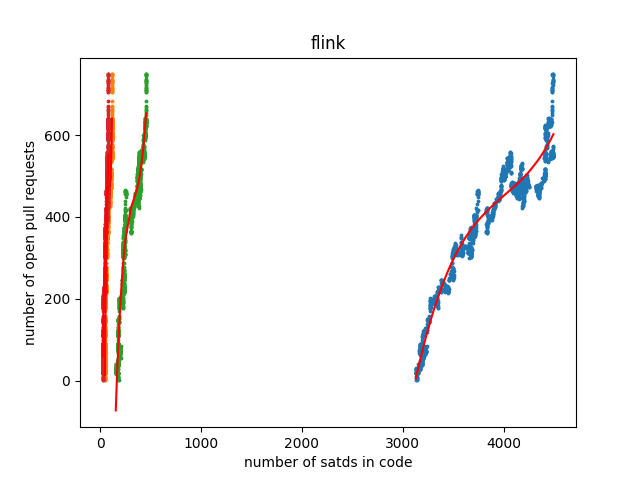 flink
number of open pull requests
600
400
200
0
0 1000 2000 3000 4000
number of satds in code